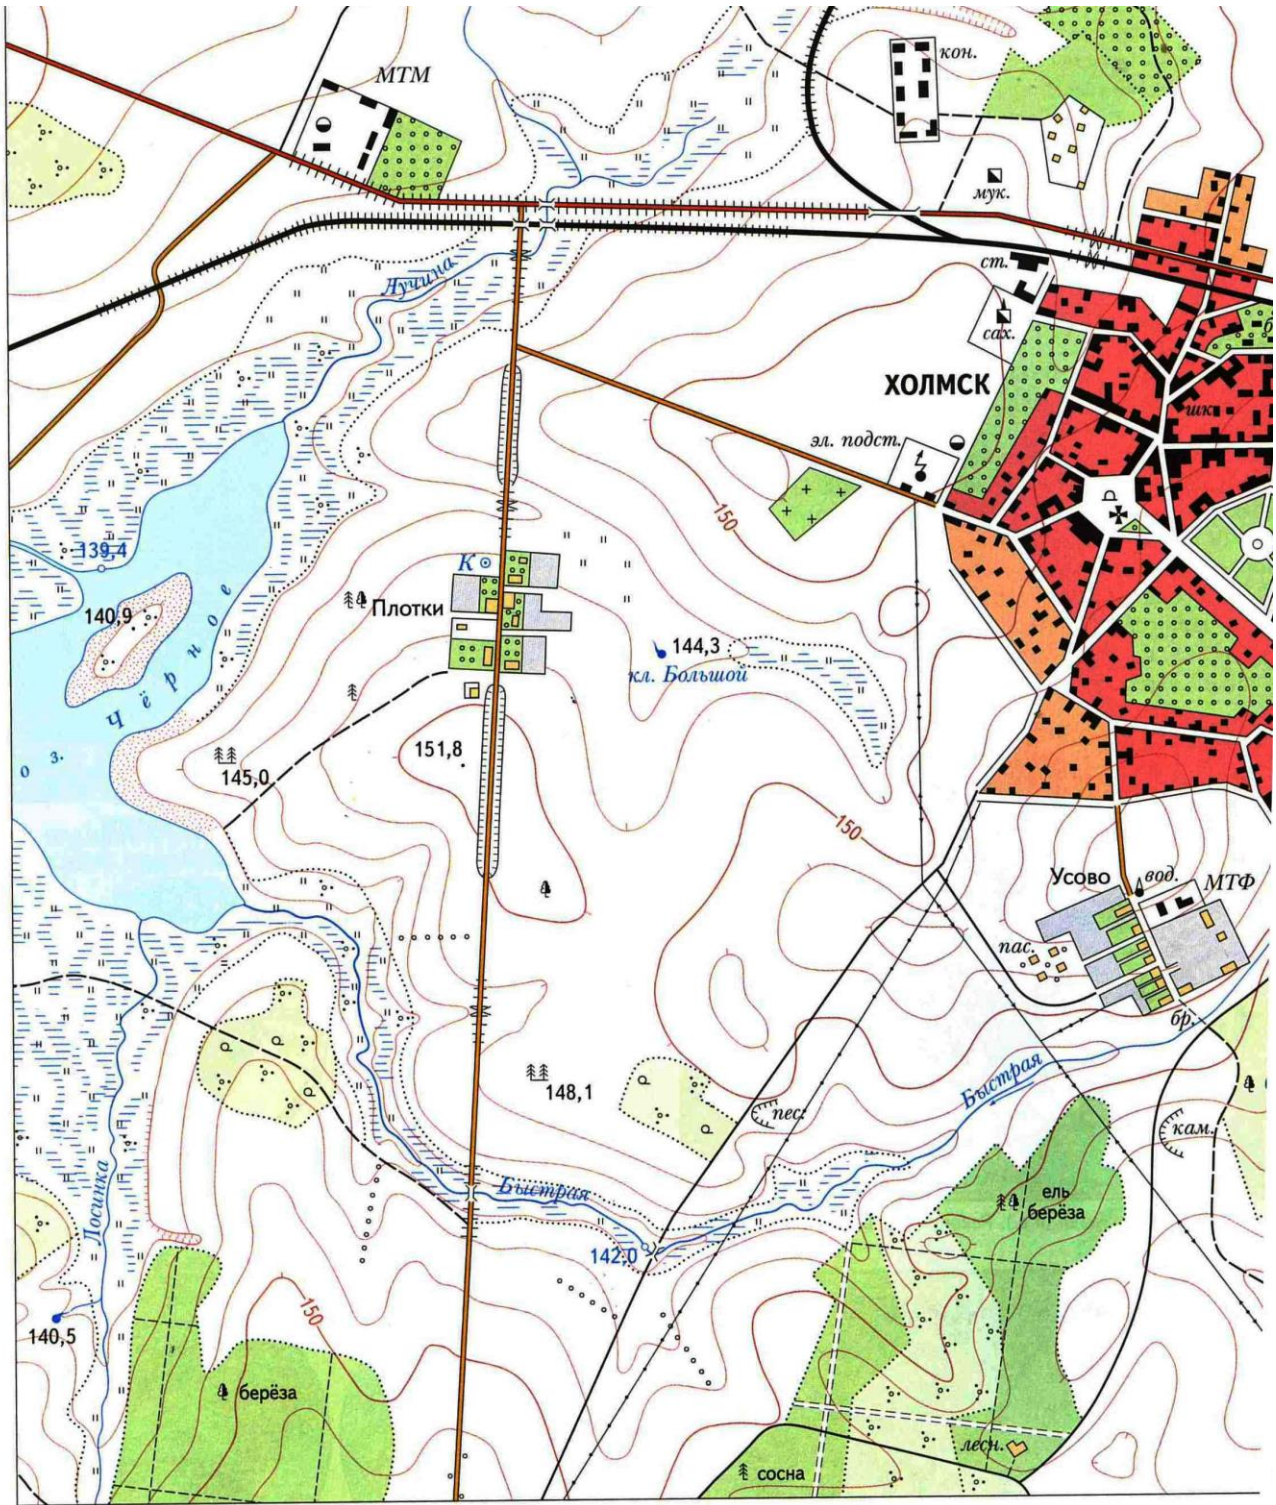 МТМ
кон.
мук.
Лучина
ст.
сах.
ХОЛМСК
шк.
эл. подст.
150
139,4
140,9
К
Плотки
144,3
кл. Большой
оз. Чёрное
151,8
145,0
150
Усово
вод.
МТФ
пас.
бр.
148,1
пес.
Быстрая
кам.
Лосинка
Быстрая
ель
берёза
142,0
150
140,5
берёза
лесн.
сосна